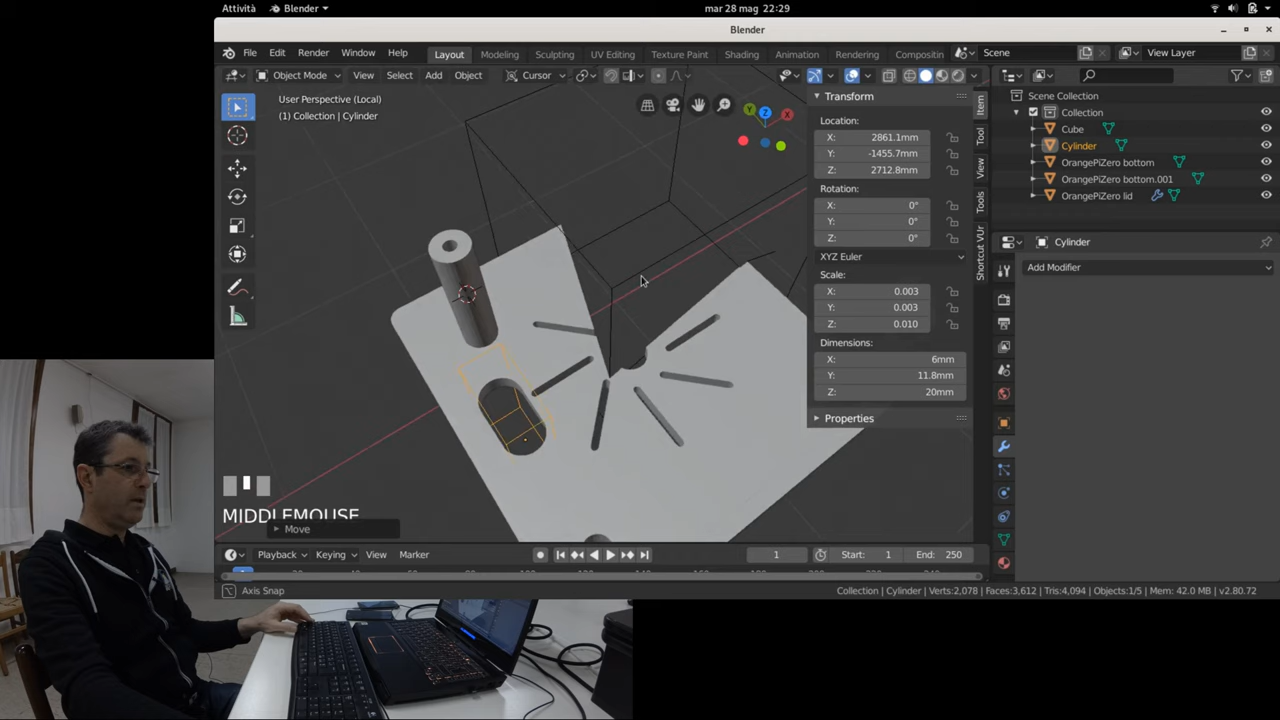 Attività
Blender
mar 28 mag 22:29
Blender
File Edit Render Window Help
Layout Modeling Sculpting UV Editing Texture Paint Shading Animation Rendering Compositin
Scene
View Layer
Object Mode View Select Add Object
Cursor
User Perspective (Local)
(1) Collection | Cylinder
Transform
Location:
X: 2861.1mm
Y: -1455.7mm
Z: 2712.8mm
Rotation:
X: 0°
Y: 0°
Z: 0°
XYZ Euler
Scale:
X: 0.003
Y: 0.003
Z: 0.010
Dimensions:
X: 6mm
Y: 11.8mm
Z: 20mm
Properties
Item
Tool
View
Tools
Shortcut VUr
Scene Collection
Collection
Cube
Cylinder
OrangePiZero bottom
OrangePiZero bottom.001
OrangePiZero lid
Cylinder
Add Modifier
Z
Y
X
MIDDLEMOUSE
Move
Playback Keying View Marker
1
Start: 1 End: 250
Axis Snap
Collection | Cylinder | Verts:2,078 | Faces:3,612 | Tris:4,094 | Objects:1/5 | Mem: 42.0 MB | v2.80.72